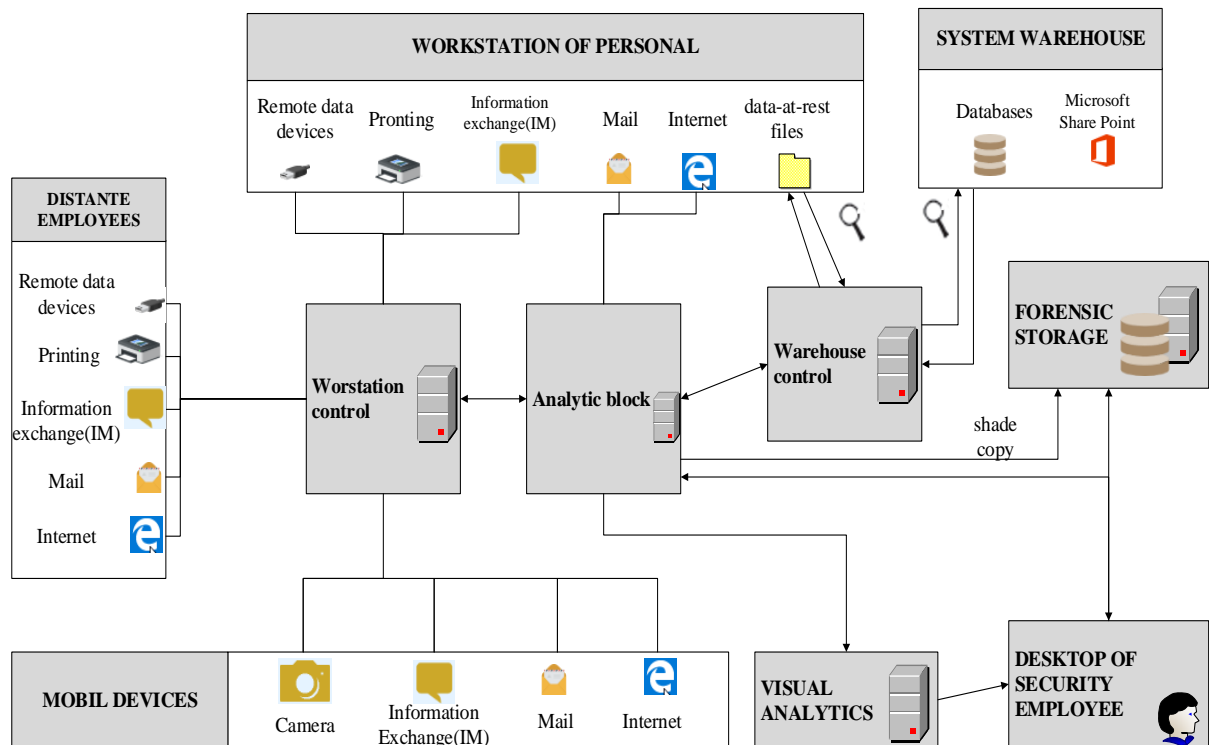 WORKSTATION OF PERSONAL
Remote data
devices
Pronting
Information
exchange(IM)
Mail
Internet
data-at-rest
files
SYSTEM WAREHOUSE
Databases
Microsoft
Share Point
DISTANTE
EMPLOYEES
Remote data
devices
Printing
Information
exchange(IM)
Mail
Internet
Worstation
control
Analytic block
Warehouse
control
FORENSIC
STORAGE
shade
copy
MOBIL DEVICES
Camera
Information
Exchange(IM)
Mail
Internet
VISUAL
ANALYTICS
DESKTOP OF
SECURITY
EMPLOYEE